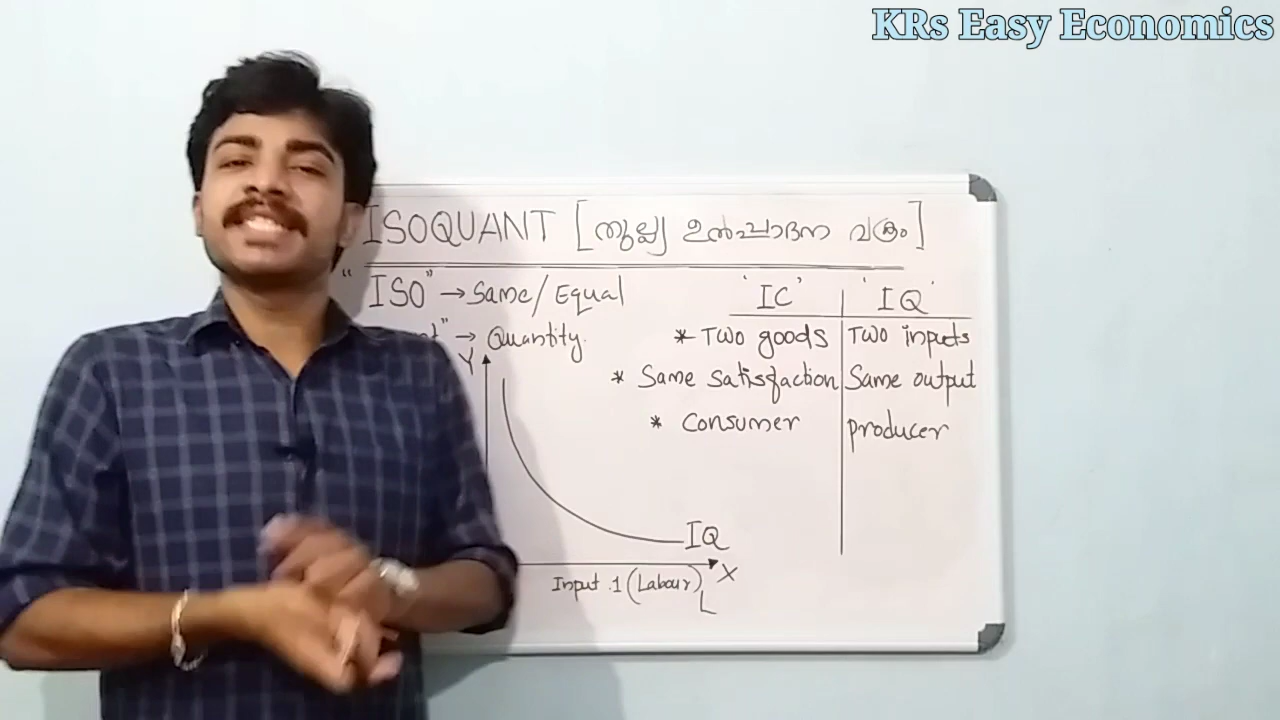 KRs Easy Economics
ISOQUANT [തുല്യ ഉൽപ്പാദന വക്രം]
"ISO" → Same/Equal
" → Quantity
'IC' 'IQ'
* Two goods Two inputs
* Same satisfaction Same output
* Consumer producer
Y
IQ
X
Input .1 (Labour)
L